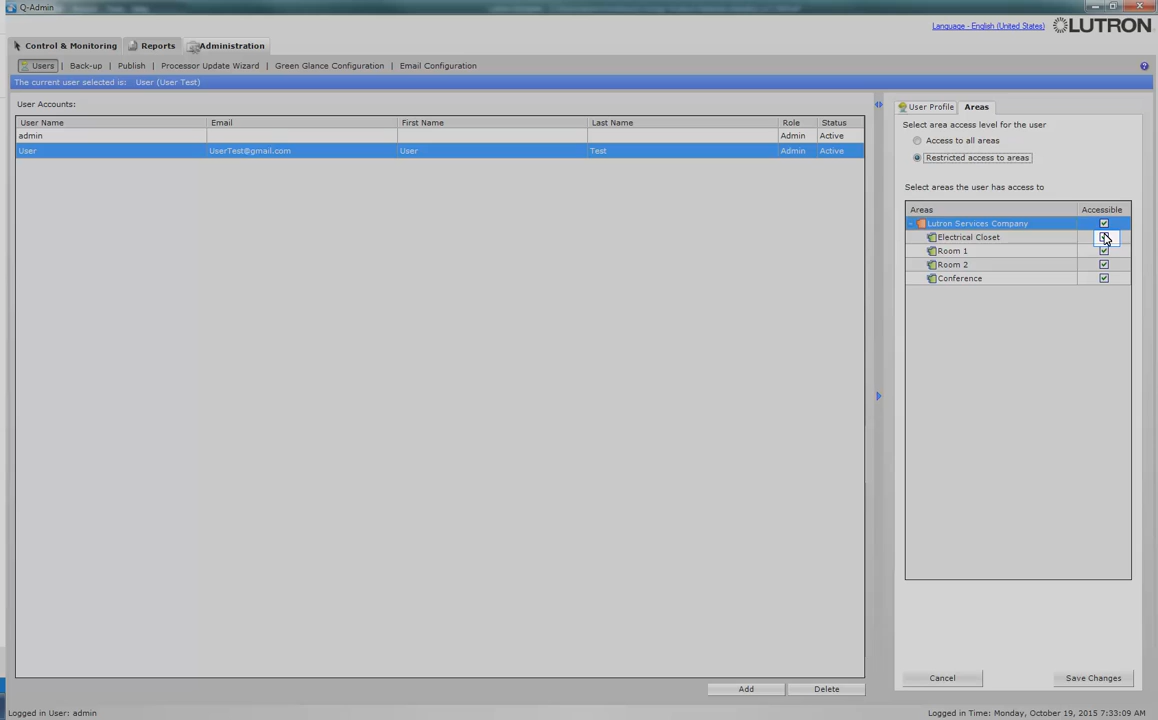 Q-Admin
Language - English (United States)
LUTRON
Control & Monitoring
Reports
Administration
Users | Back-up | Publish | Processor Update Wizard | Green Glance Configuration | Email Configuration
The current user selected is: User (User Test)
User Accounts:
User Name Email First Name Last Name Role Status
admin Admin Active
User UserTest@gmail.com User Test Admin Active
Add
Delete
User Profile
Areas
Select area access level for the user
Access to all areas
Restricted access to areas
Select areas the user has access to
Areas Accessible
Lutron Services Company
Electrical Closet
Room 1
Room 2
Conference
Cancel
Save Changes
Logged in User: admin
Logged in Time: Monday, October 19, 2015 7:33:09 AM